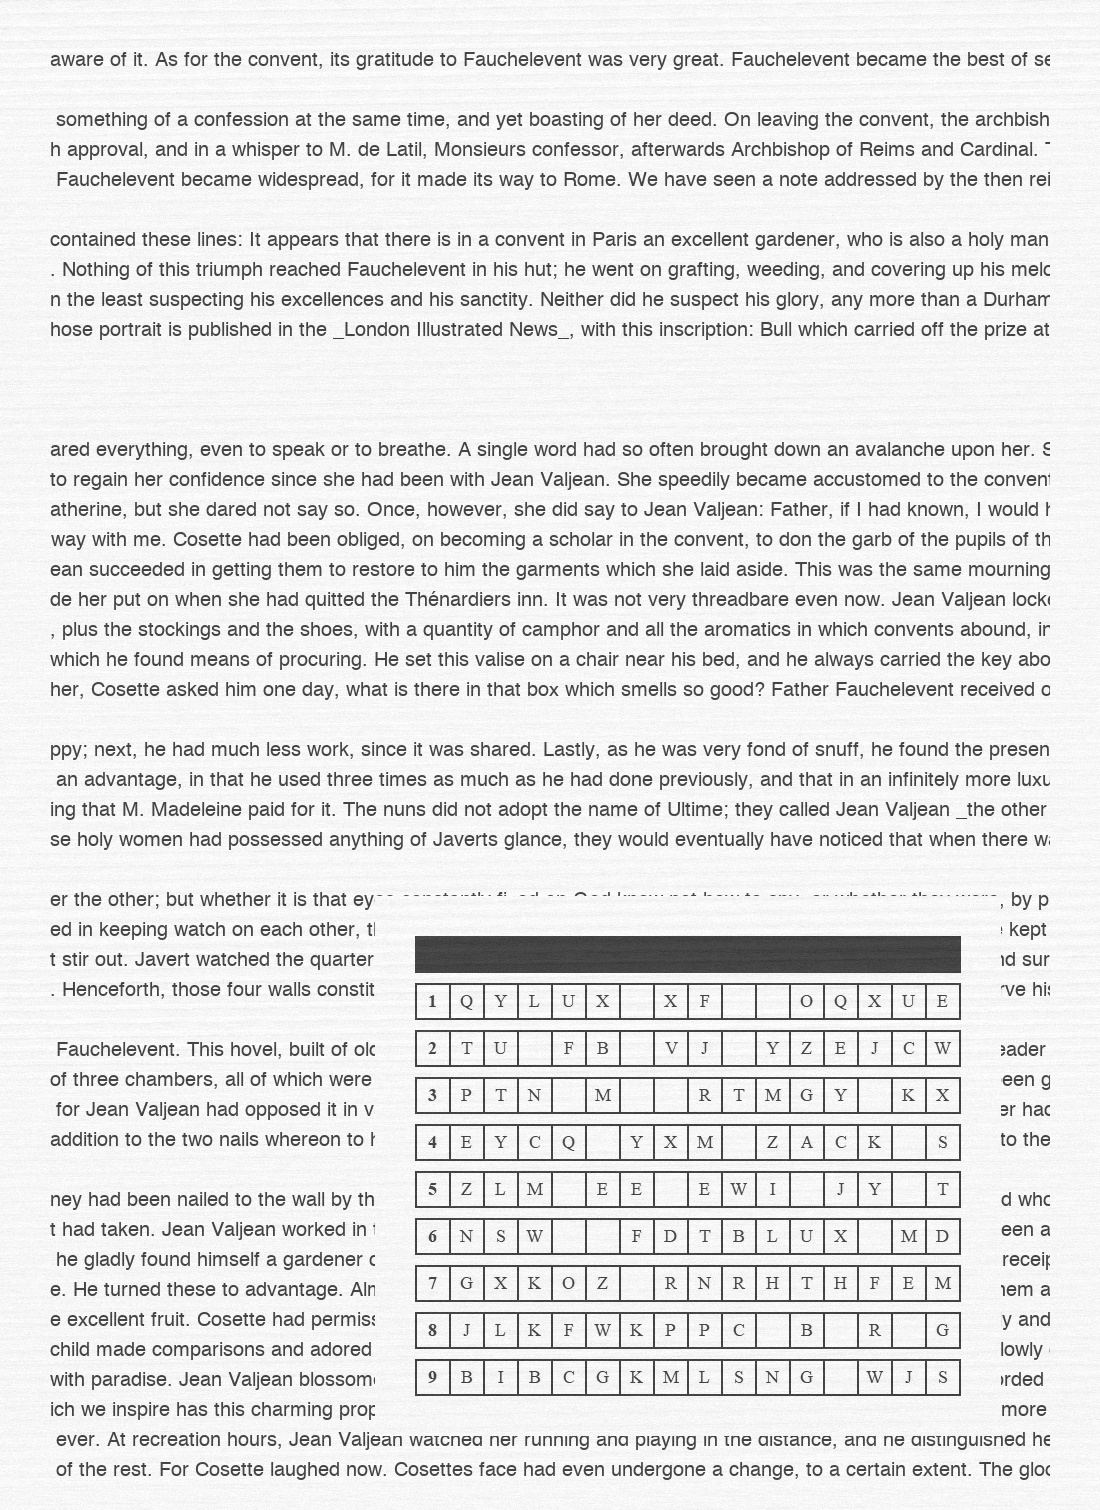 aware of it. As for the convent, its gratitude to Fauchelevent was very great. Fauchelevent became the best of se
something of a confession at the same time, and yet boasting of her deed. On leaving the convent, the archbish
h approval, and in a whisper to M. de Latil, Monsieurs confessor, afterwards Archbishop of Reims and Cardinal.
Fauchelevent became widespread, for it made its way to Rome. We have seen a note addressed by the then rei
contained these lines: It appears that there is in a convent in Paris an excellent gardener, who is also a holy man
. Nothing of this triumph reached Fauchelevent in his hut; he went on grafting, weeding, and covering up his melo
n the least suspecting his excellences and his sanctity. Neither did he suspect his glory, any more than a Durham
hose portrait is published in the _London Illustrated News_, with this inscription: Bull which carried off the prize at
ared everything, even to speak or to breathe. A single word had so often brought down an avalanche upon her. S
to regain her confidence since she had been with Jean Valjean. She speedily became accustomed to the convent
atherine, but she dared not say so. Once, however, she did say to Jean Valjean: Father, if I had known, I would h
way with me. Cosette had been obliged, on becoming a scholar in the convent, to don the garb of the pupils of th
ean succeeded in getting them to restore to him the garments which she laid aside. This was the same mourning
de her put on when she had quitted the Thénardiers inn. It was not very threadbare even now. Jean Valjean locke
, plus the stockings and the shoes, with a quantity of camphor and all the aromatics in which convents abound, in
which he found means of procuring. He set this valise on a chair near his bed, and he always carried the key abo
her, Cosette asked him one day, what is there in that box which smells so good? Father Fauchelevent received o
ppy; next, he had much less work, since it was shared. Lastly, as he was very fond of snuff, he found the presen
an advantage, in that he used three times as much as he had done previously, and that in an infinitely more luxu
ing that M. Madeleine paid for it. The nuns did not adopt the name of Ultime; they called Jean Valjean _the other
se holy women had possessed anything of Javerts glance, they would eventually have noticed that when there wa
er the other; but whether it is that , by p
ed in keeping watch on each other, kept
t stir out. Javert watched the quarter nd sur
. Henceforth, those four walls constit rve his
Fauchelevent. This hovel, built of old eader
of three chambers, all of which were een g
for Jean Valjean had opposed it in v er had
addition to the two nails whereon to h to the
ney had been nailed to the wall by th d who
t had taken. Jean Valjean worked in een a
he gladly found himself a gardener receip
e. He turned these to advantage. Alm hem a
e excellent fruit. Cosette had permiss y and
child made comparisons and adored lowly
with paradise. Jean Valjean blossome orded
ich we inspire has this charming prop more
ever. At recreation hours, Jean Valjean watched her running and playing in the distance, and he distinguished he
of the rest. For Cosette laughed now. Cosettes face had even undergone a change, to a certain extent. The gloo
1 Q Y L U X X F O Q X U E
2 T U F B V J Y Z E J C W
3 P T N M R T M G Y K X
4 E Y C Q Y X M Z A C K S
5 Z L M E E E W I J Y T
6 N S W F D T B L U X M D
7 G X K O Z R N R H T H F E M
8 J L K F W K P P C B R G
9 B I B C G K M L S N G W J S